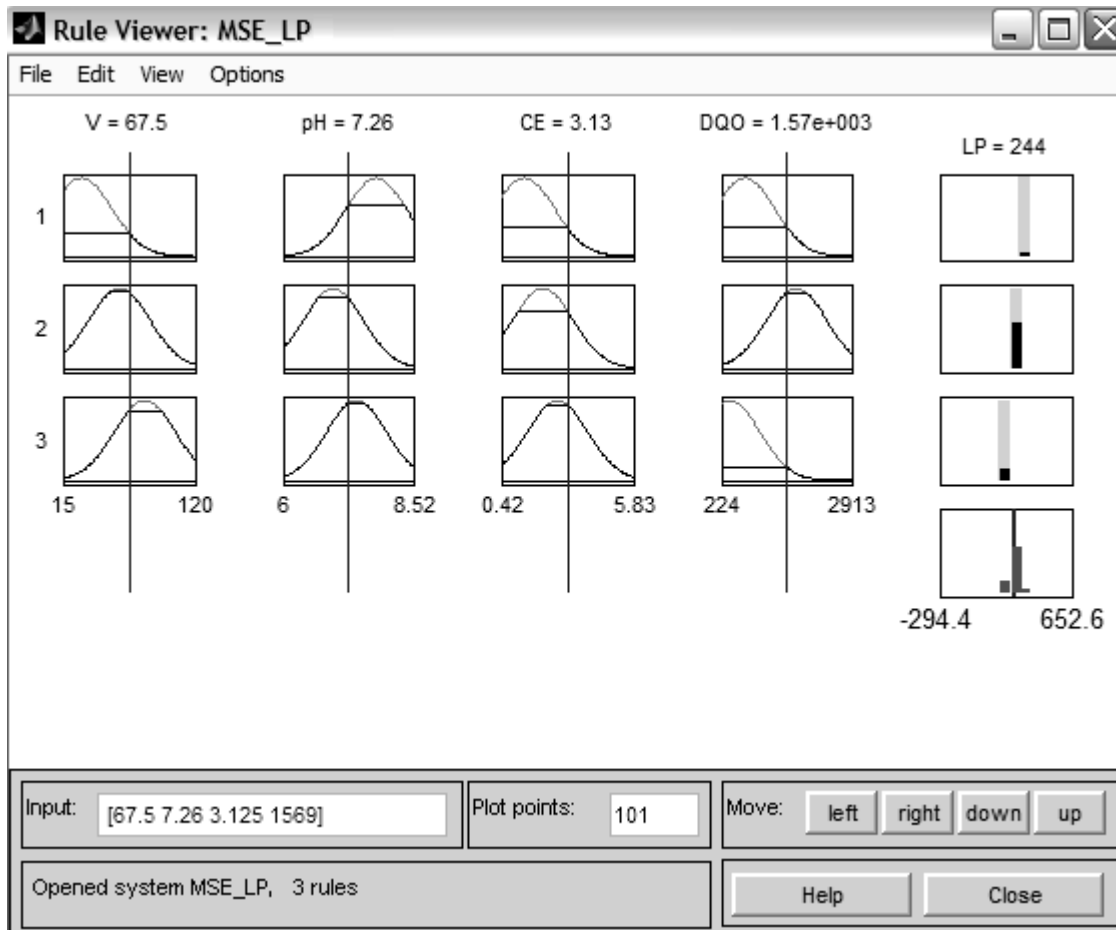 Rule Viewer: MSE_LP
File Edit View Options
V = 67.5 pH = 7.26 CE = 3.13 DQO = 1.57e+003
LP = 244
1
2
3
15 120 6 8.52 0.42 5.83 224 2913
-294.4 652.6
Input: [67.5 7.26 3.125 1569] Plot points: 101 Move: left right down up
Opened system MSE_LP, 3 rules Help Close